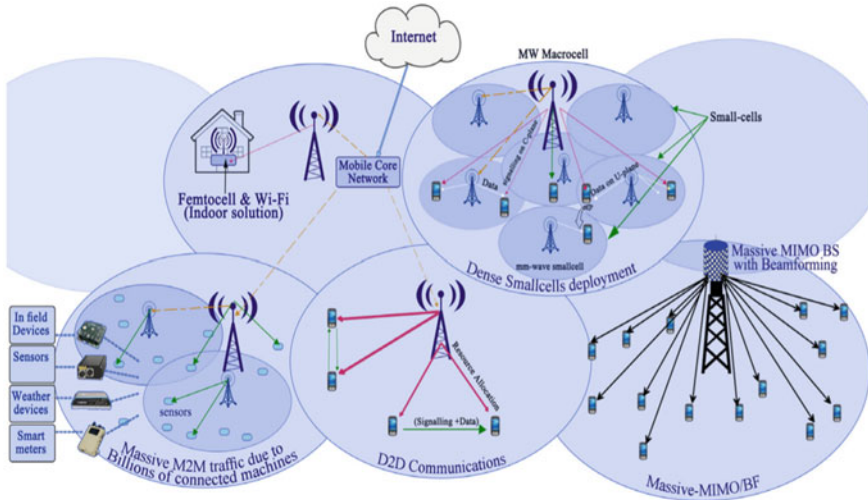 Internet
MW Macrocell
Small-cells
Mobile Core
Network
Femtocell & Wi-Fi
(Indoor solution)
Data
signalling on C-plane
Data on U-plane
mm-wave smallcell
Dense Smallcells deployment
Massive MIMO BS
with Beamforming
In field
Devices
Sensors
Weather
devices
Smart
meters
sensors
Massive M2M traffic due to
Billions of connected machines
Resource Allocation
(Signalling +Data)
D2D Communications
Massive-MIMO/BF